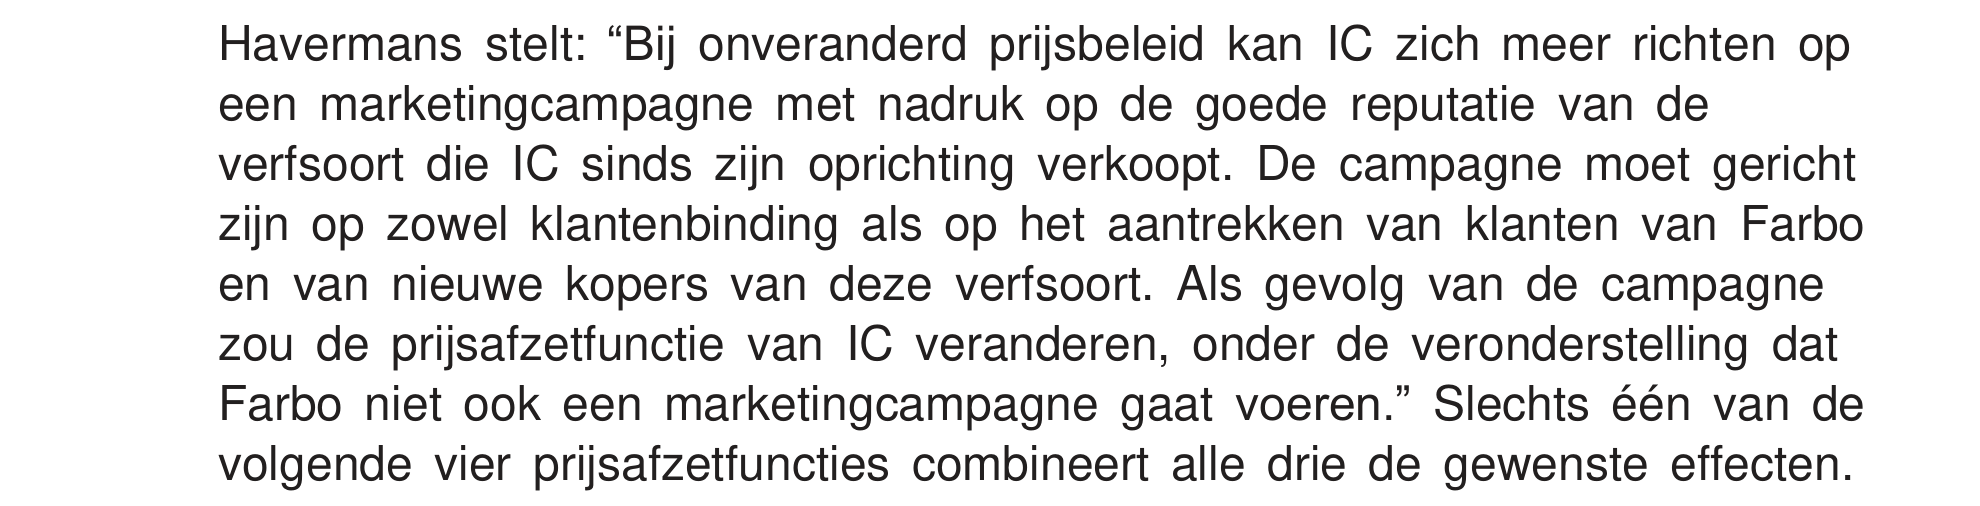 Havermans stelt: “Bij onveranderd prijsbeleid kan IC zich meer richten op
een marketingcampagne met nadruk op de goede reputatie van de
verfsoort die IC sinds zijn oprichting verkoopt. De campagne moet gericht
zijn op zowel klantenbinding als op het aantrekken van klanten van Farbo
en van nieuwe kopers van deze verfsoort. Als gevolg van de campagne
zou de prijsafzetfunctie van IC veranderen, onder de veronderstelling dat
Farbo niet ook een marketingcampagne gaat voeren.” Slechts één van de
volgende vier prijsafzetfuncties combineert alle drie de gewenste effecten.